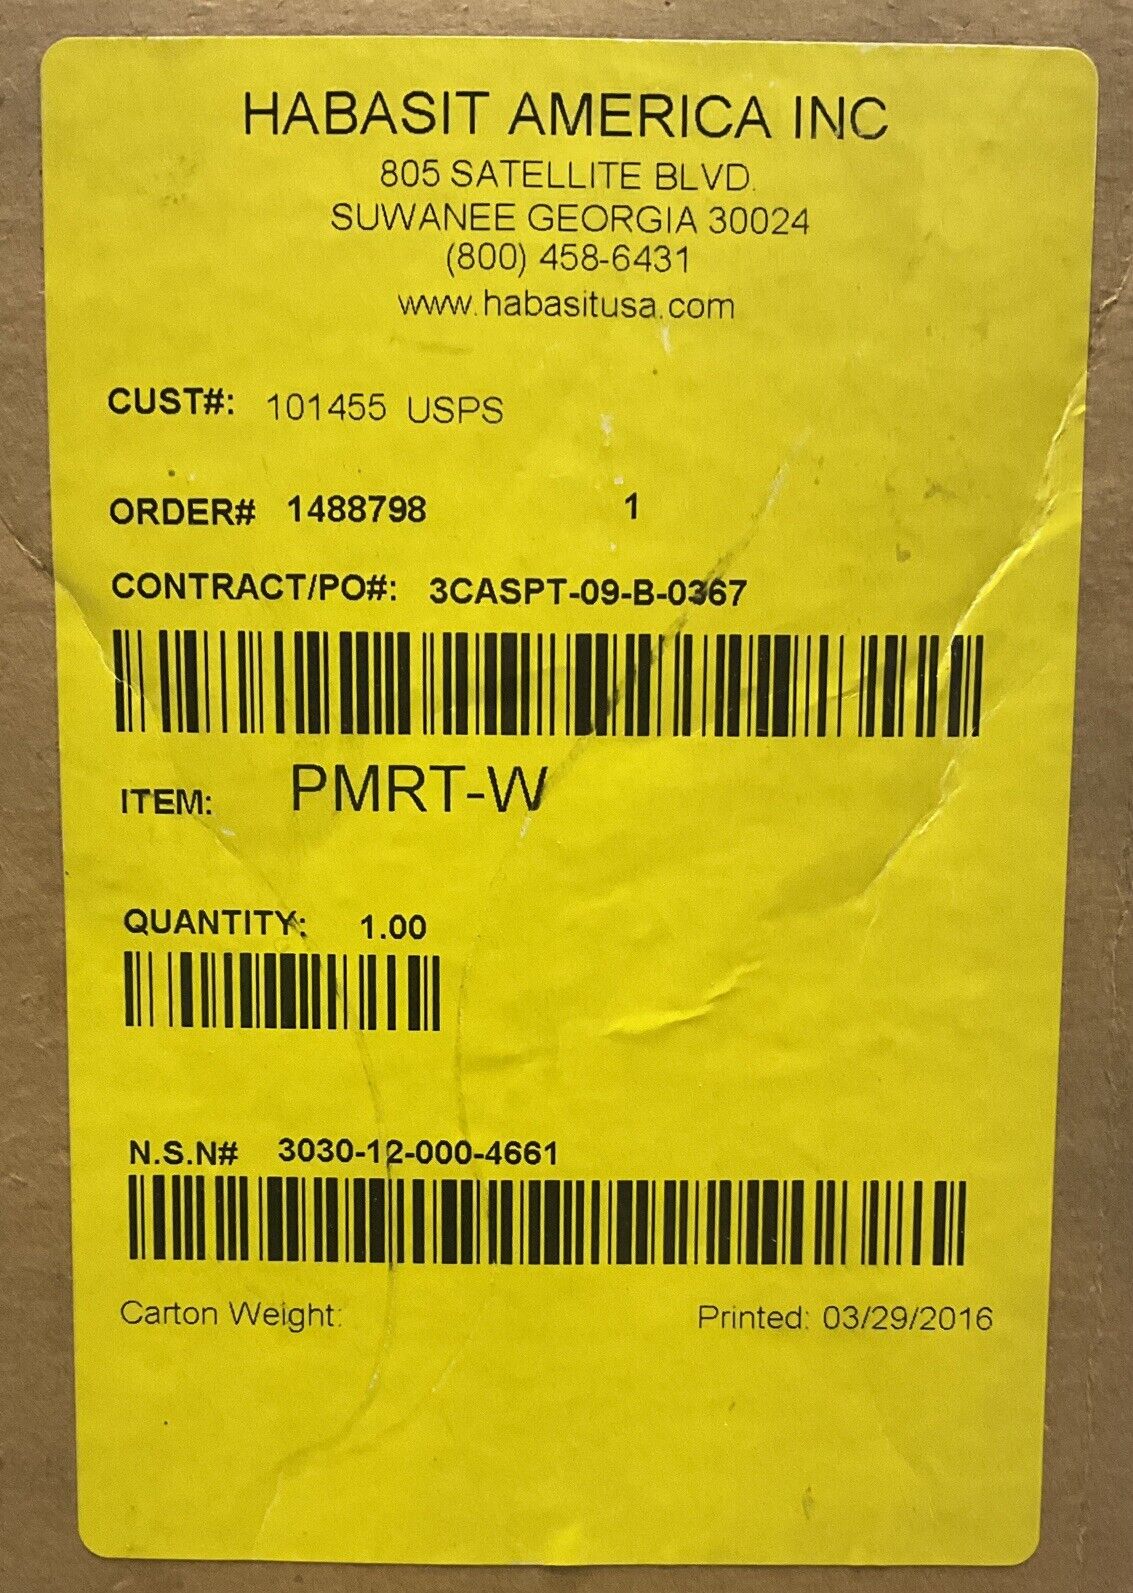 HABASIT AMERICA INC
805 SATELLITE BLVD.
SUWANEE GEORGIA 30024
(800) 458-6431
www.habasitusa.com
CUST#: 101455 USPS
ORDER# 1488798 1
CONTRACT/PO#: 3CASPT-09-B-0367
ITEM: PMRT-W
QUANTITY: 1.00
N.S.N# 3030-12-000-4661
Carton Weight: Printed: 03/29/2016